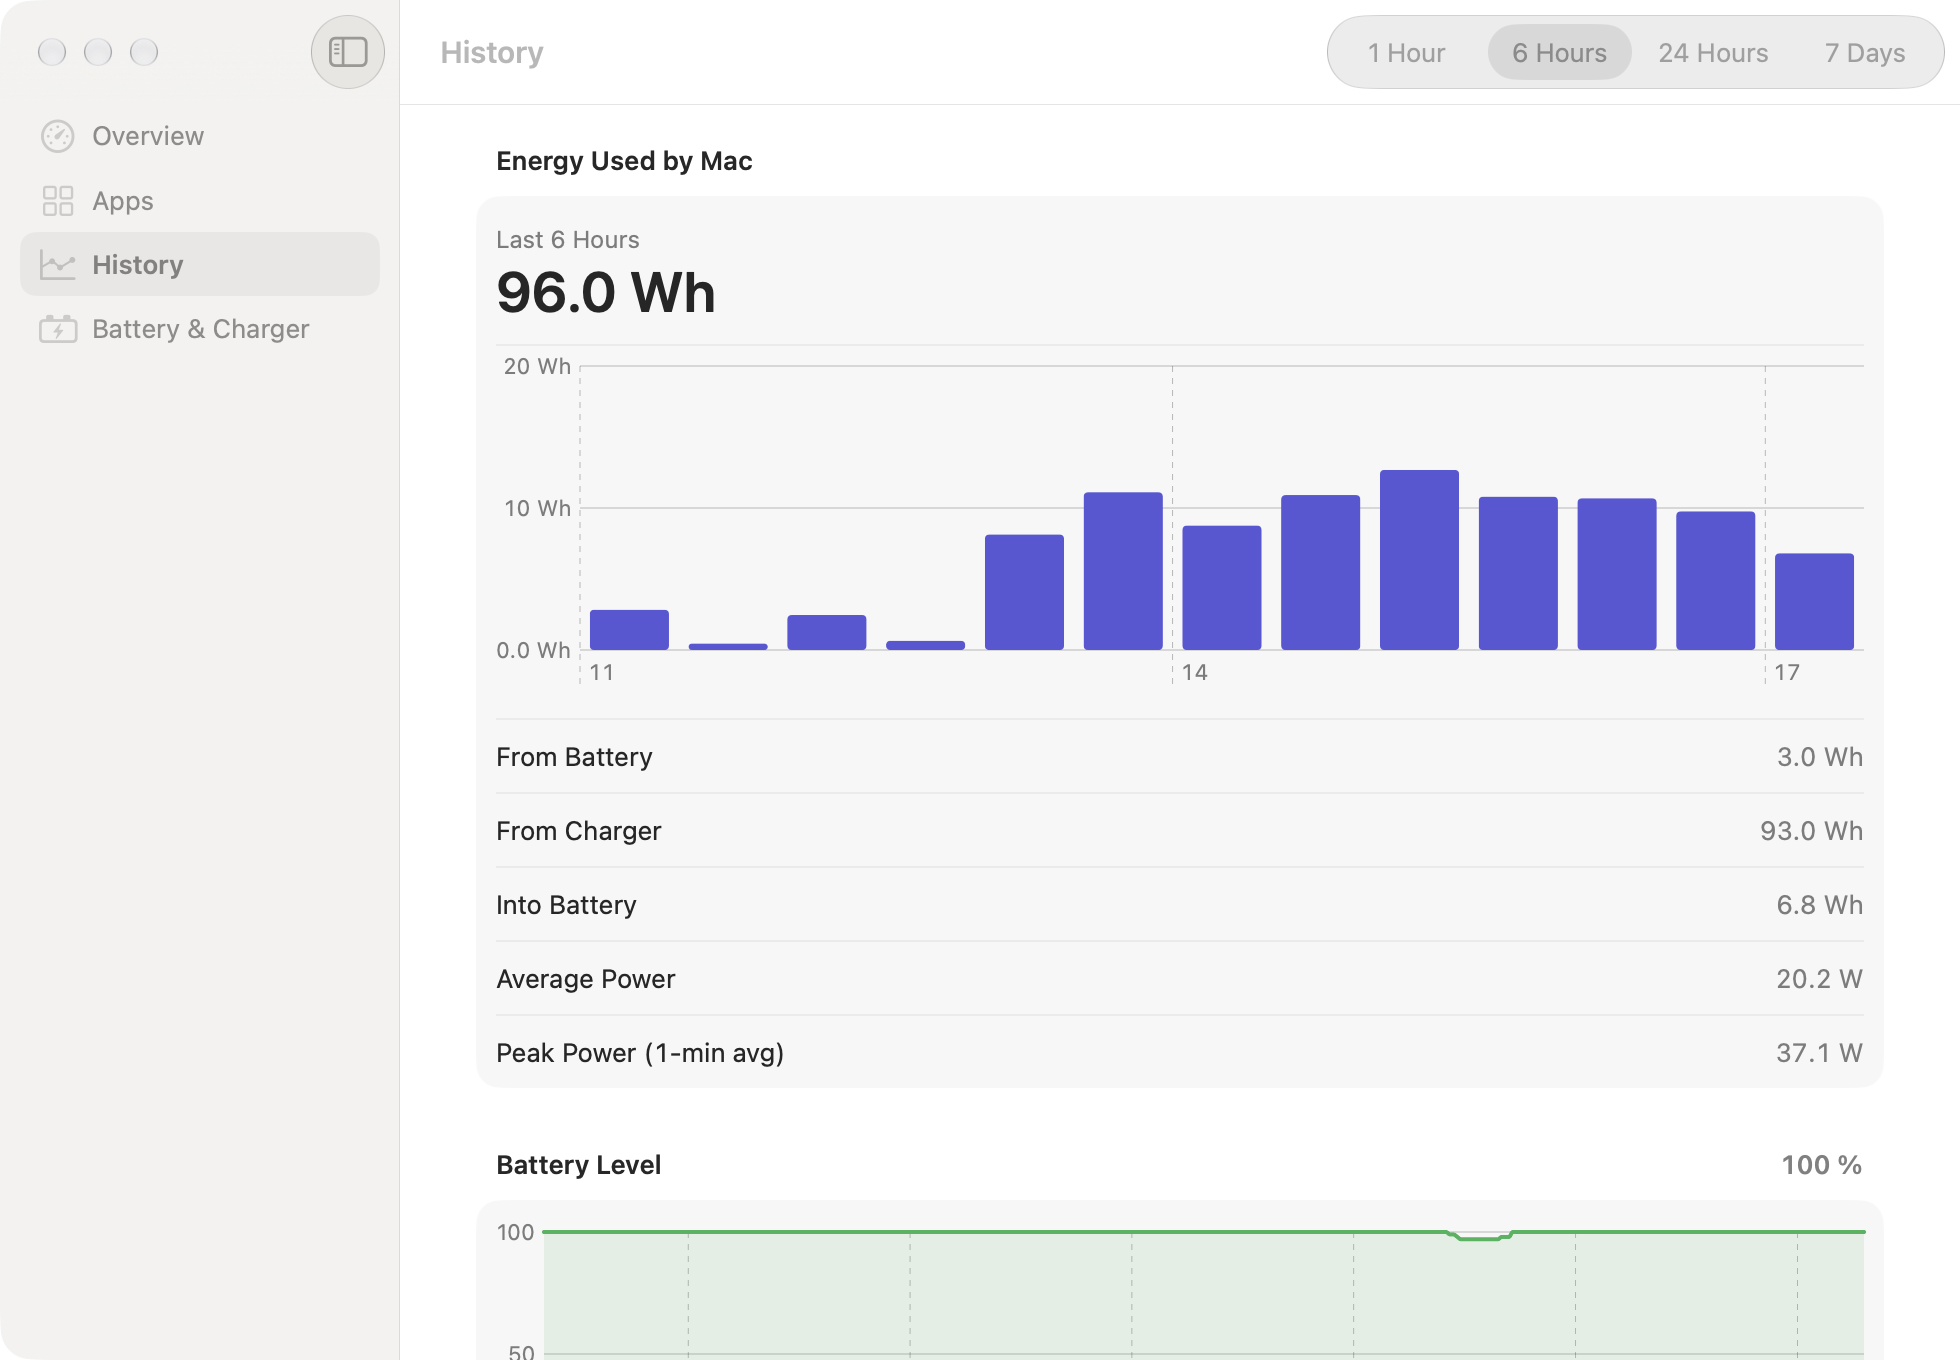 History
1 Hour
6 Hours
24 Hours
7 Days
Overview
Apps
History
Battery & Charger
Energy Used by Mac
Last 6 Hours
96.0 Wh
20 Wh
10 Wh
0.0 Wh
11
14
17
From Battery 3.0 Wh
From Charger 93.0 Wh
Into Battery 6.8 Wh
Average Power 20.2 W
Peak Power (1-min avg) 37.1 W
Battery Level 100 %
100
50